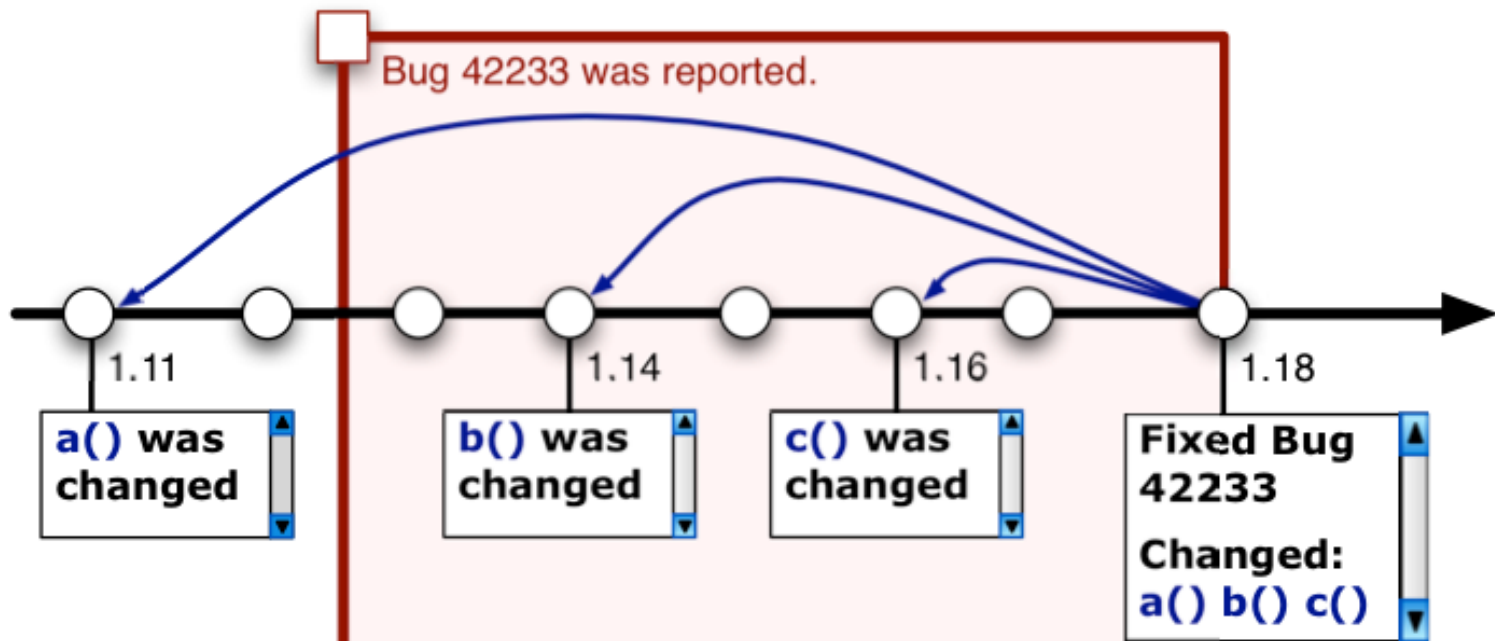 Bug 42233 was reported.
1.11
1.14
1.16
1.18
a() was
changed
b() was
changed
c() was
changed
Fixed Bug
42233
Changed:
a() b() c()